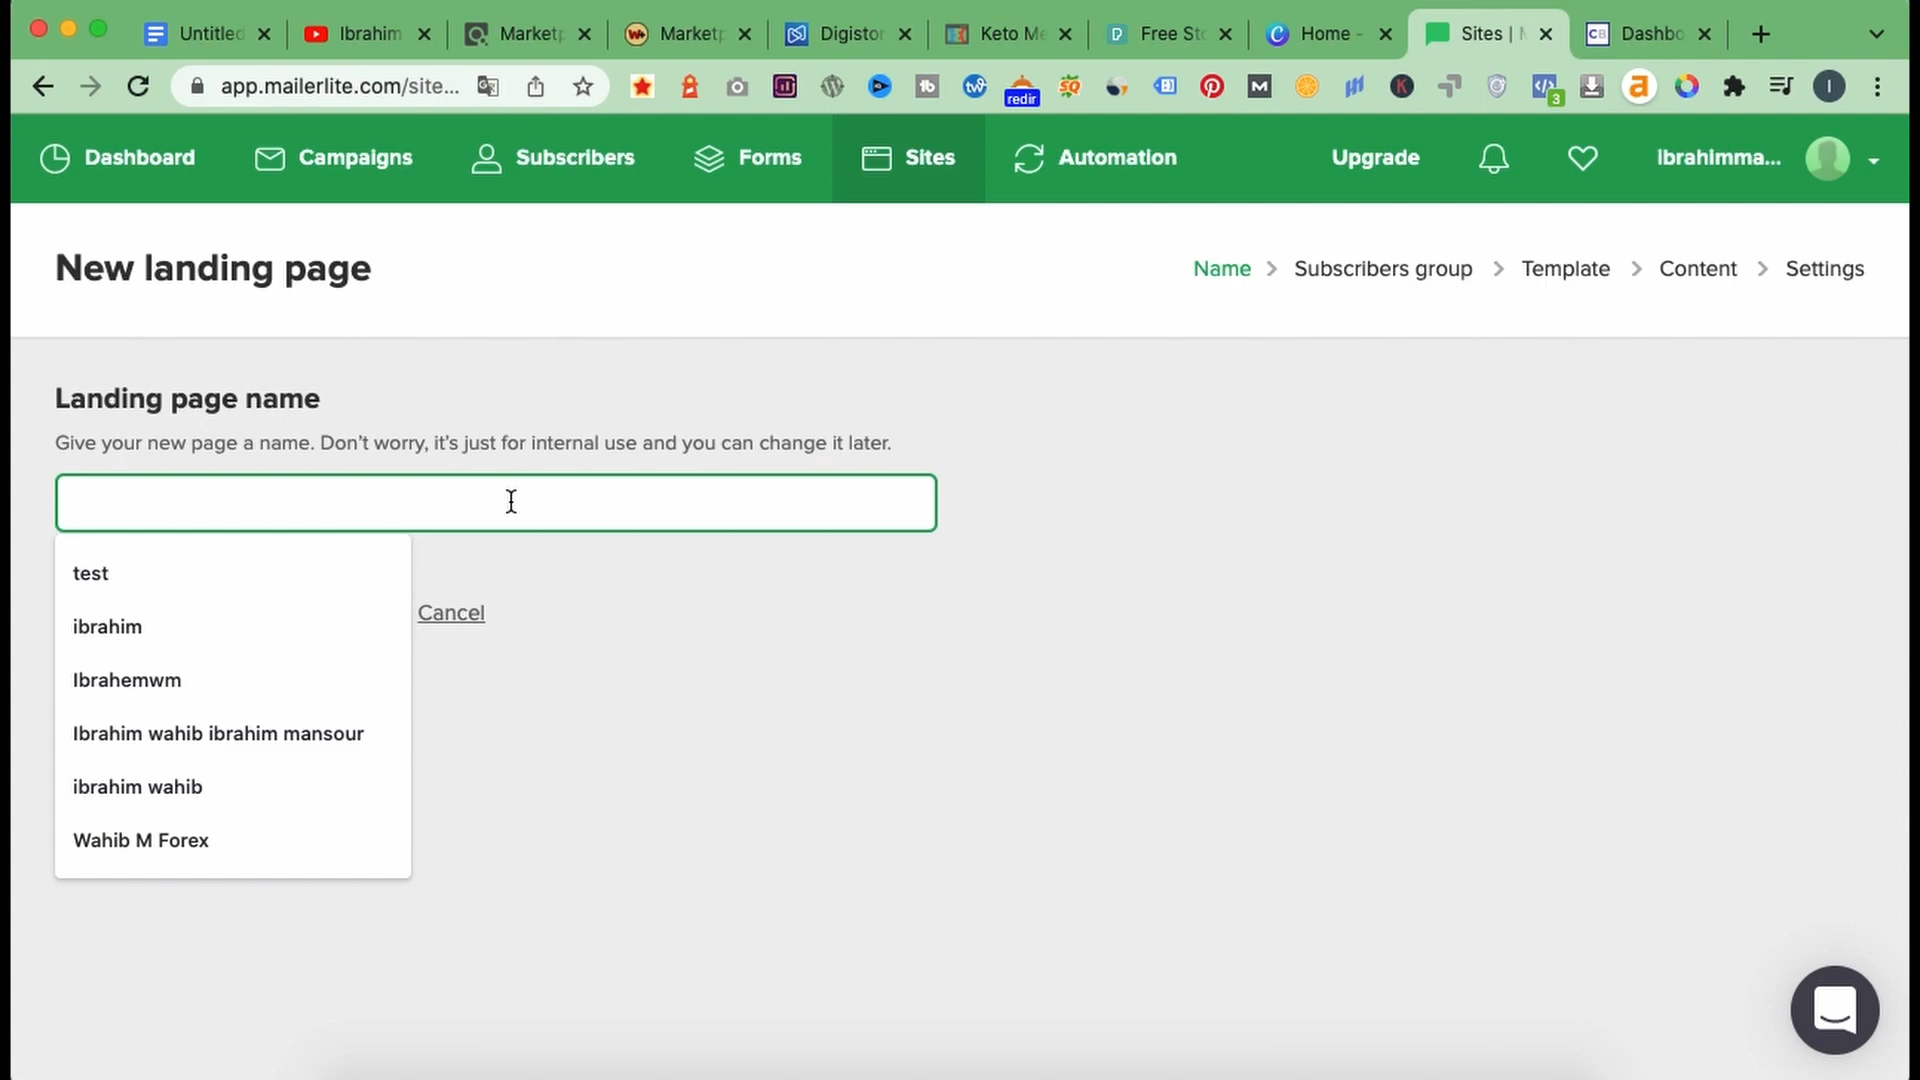 Untitled
Ibrahim
Marketp
Marketp
Digistor
Keto Me
Free Sto
Home -
Sites | M
Dashbo
app.mailerlite.com/site...
redir
3
Dashboard
Campaigns
Subscribers
Forms
Sites
Automation
Upgrade
Ibrahimma...
New landing page
Name > Subscribers group > Template > Content > Settings
Landing page name
Give your new page a name. Don't worry, it's just for internal use and you can change it later.
test
Cancel
ibrahim
Ibrahemwm
Ibrahim wahib ibrahim mansour
ibrahim wahib
Wahib M Forex